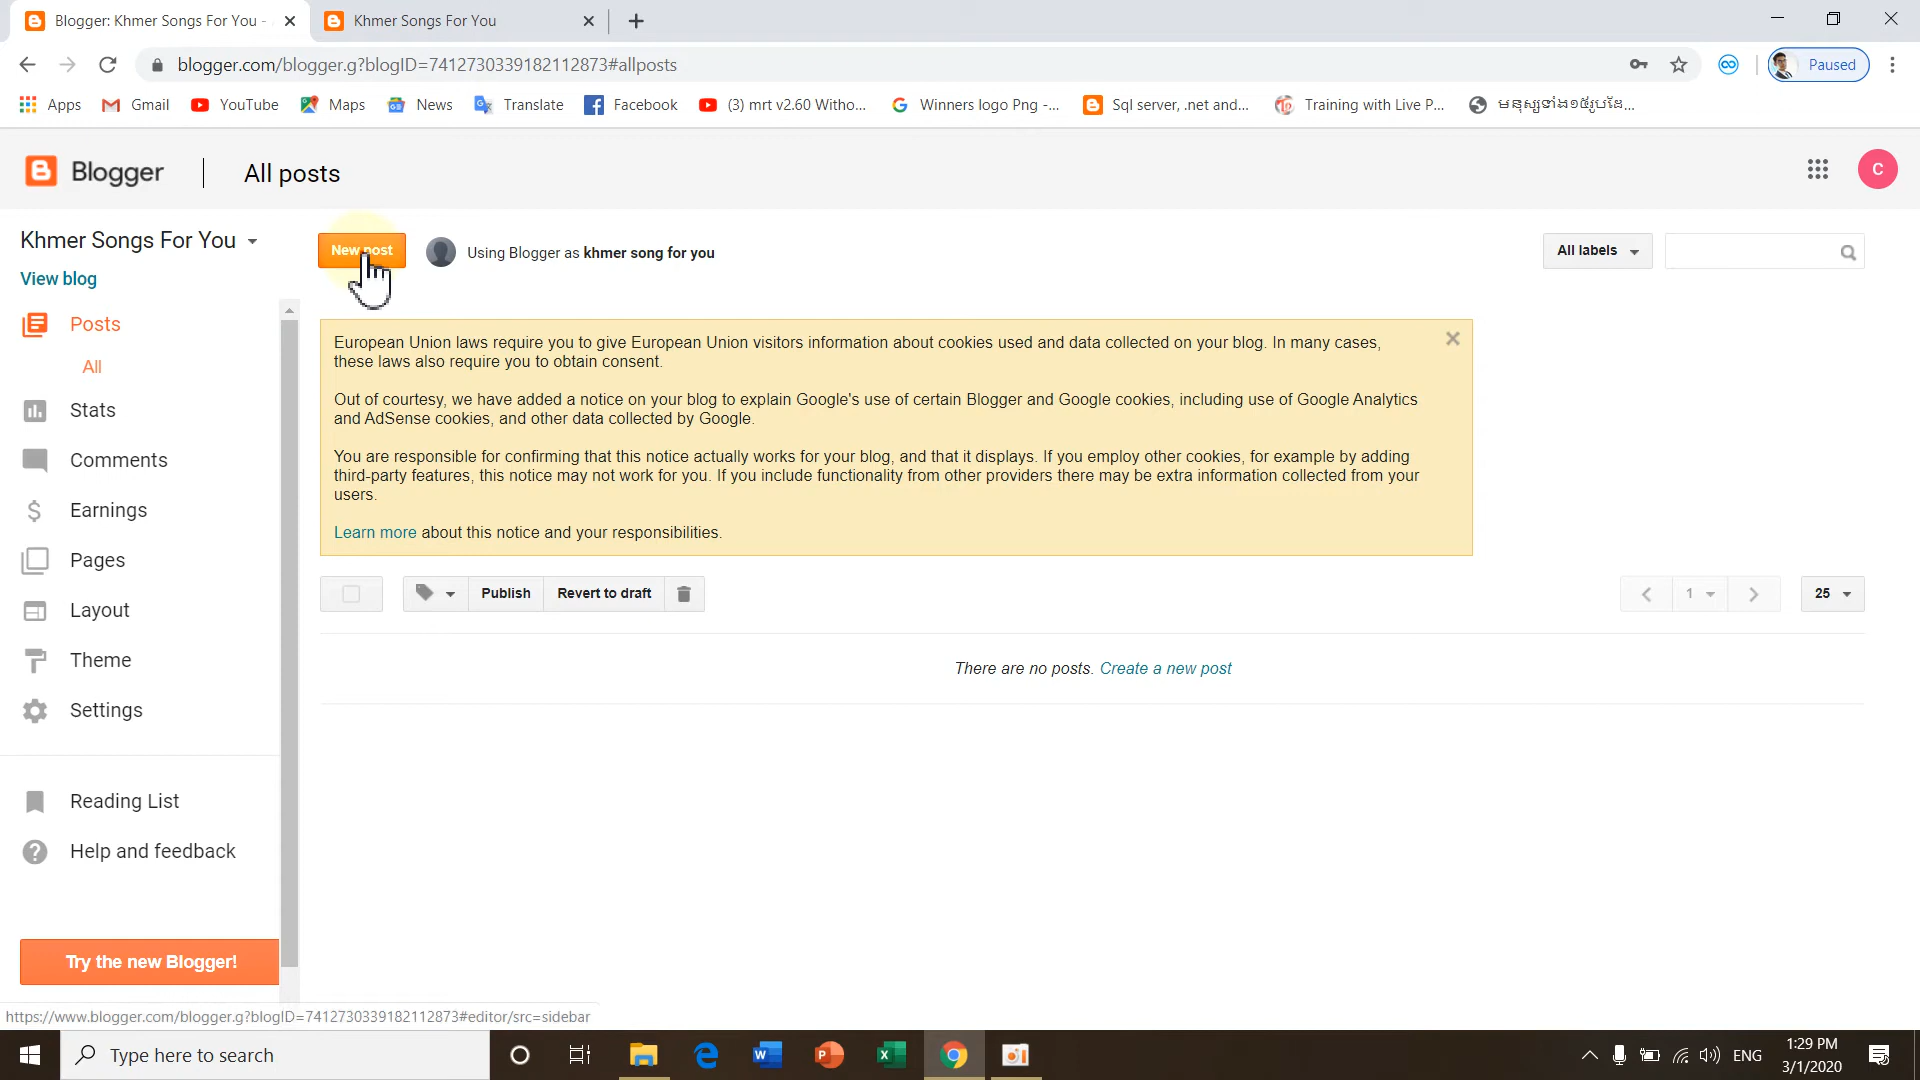 Blogger: Khmer Songs For You -
Khmer Songs For You
blogger.com/blogger.g?blogID=7412730339182112873#allposts
Paused
Apps Gmail YouTube Maps News Translate Facebook (3) mrt v2.60 Witho... Winners logo Png -... Sql server, .net and... Training with Live P... មនុស្សទាំង១៥រូបដែ...
Blogger All posts
C
Khmer Songs For You
New post
Using Blogger as khmer song for you
All labels
View blog
Posts
All
Stats
Comments
Earnings
Pages
Layout
Theme
Settings
Reading List
Help and feedback
Try the new Blogger!
European Union laws require you to give European Union visitors information about cookies used and data collected on your blog. In many cases,
these laws also require you to obtain consent.
Out of courtesy, we have added a notice on your blog to explain Google's use of certain Blogger and Google cookies, including use of Google Analytics
and AdSense cookies, and other data collected by Google.
You are responsible for confirming that this notice actually works for your blog, and that it displays. If you employ other cookies, for example by adding
third-party features, this notice may not work for you. If you include functionality from other providers there may be extra information collected from your
users.
Learn more about this notice and your responsibilities.
Publish Revert to draft
1
25
There are no posts. Create a new post
https://www.blogger.com/blogger.g?blogID=7412730339182112873#editor/src=sidebar
Type here to search
ENG
1:29 PM
3/1/2020